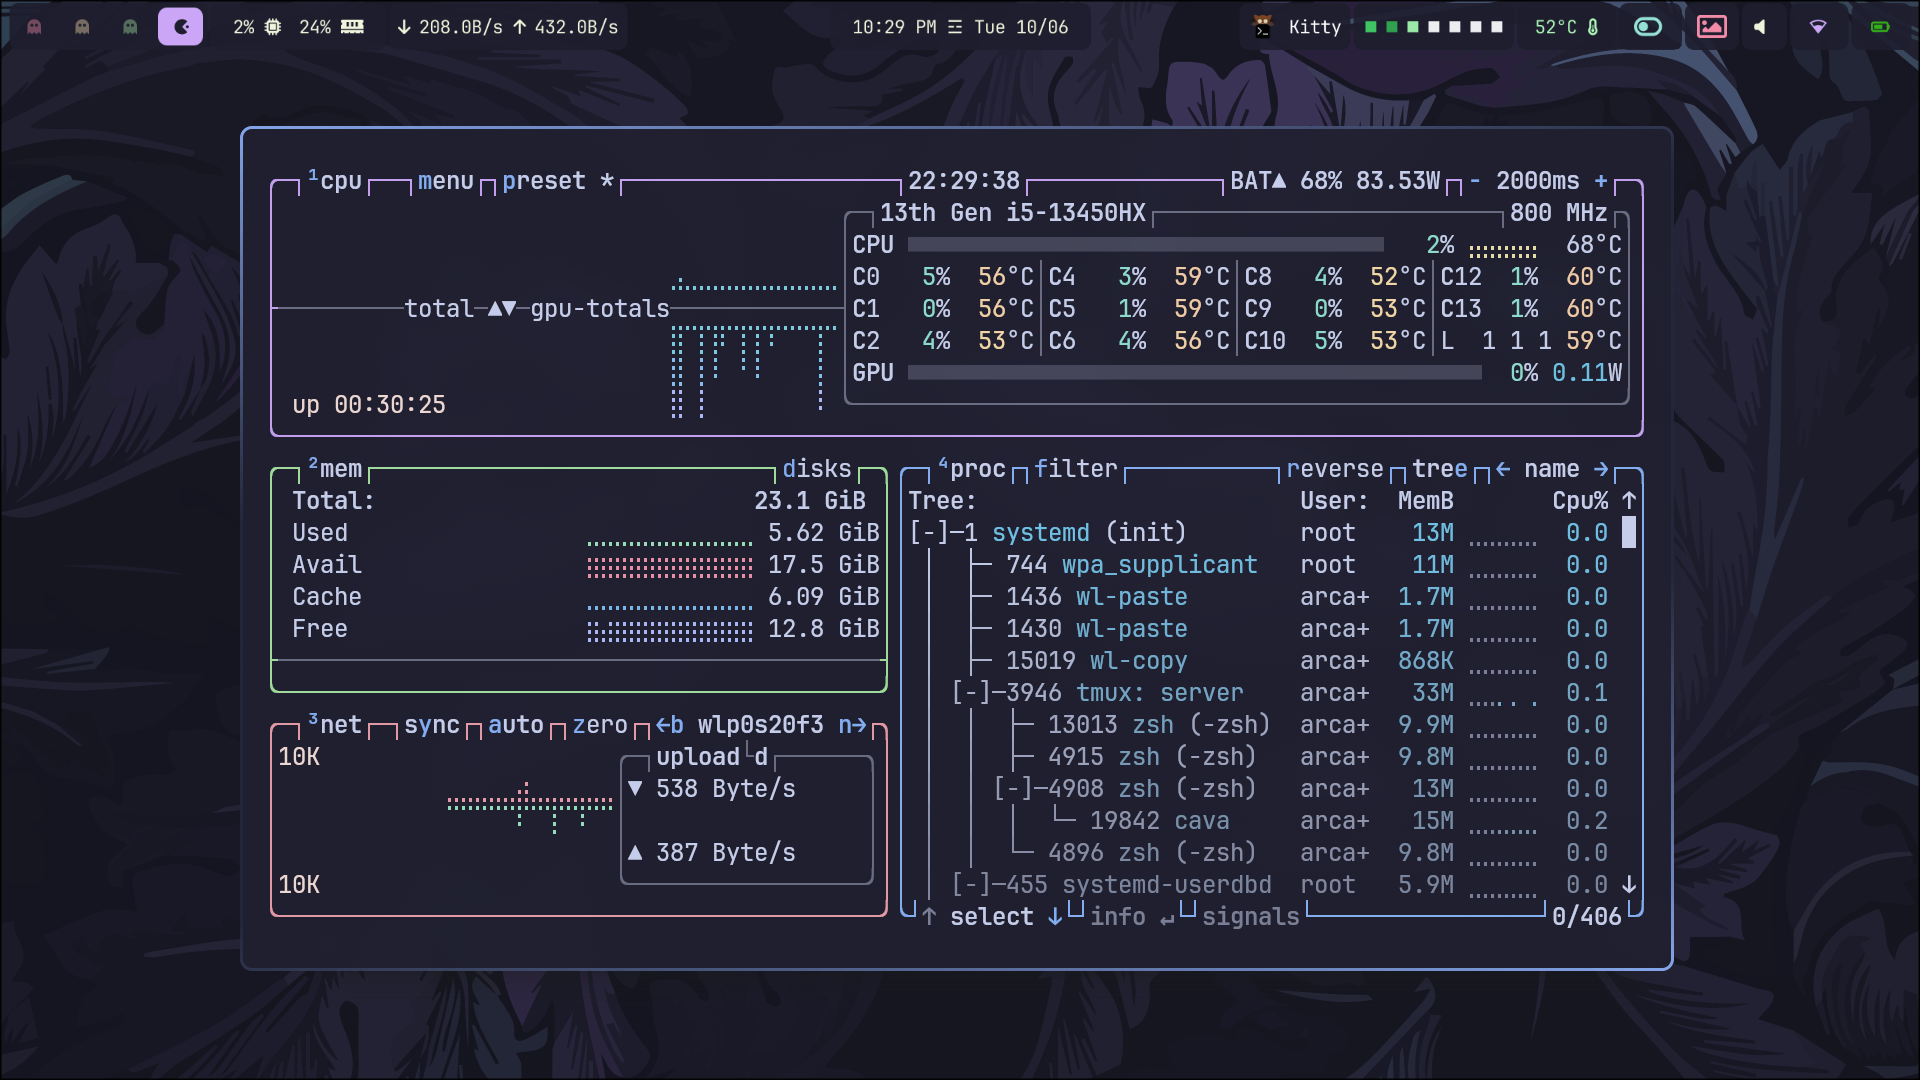 2% 24% ↓ 208.0B/s ↑ 432.0B/s 10:29 PM Tue 10/06 Kitty 52°C
¹cpu menu preset * 22:29:38 BAT▲ 68% 83.53W - 2000ms +
13th Gen i5-13450HX 800 MHz
CPU 2% 68°C
C0 5% 56°C C4 3% 59°C C8 4% 52°C C12 1% 60°C
total ▲▼ gpu-totals
C1 0% 56°C C5 1% 59°C C9 0% 53°C C13 1% 60°C
C2 4% 53°C C6 4% 56°C C10 5% 53°C L 1 1 1 59°C
GPU 0% 0.11W
up 00:30:25
²mem disks
Total: 23.1 GiB
Used 5.62 GiB
Avail 17.5 GiB
Cache 6.09 GiB
Free 12.8 GiB
³net sync auto zero ←b wlp0s20f3 n→
10K upload d
▼ 538 Byte/s
▲ 387 Byte/s
10K
⁴proc filter reverse tree ← name →
Tree: User: MemB Cpu% ↑
[-]─1 systemd (init) root 13M 0.0
├─ 744 wpa_supplicant root 11M 0.0
├─ 1436 wl-paste arca+ 1.7M 0.0
├─ 1430 wl-paste arca+ 1.7M 0.0
├─ 15019 wl-copy arca+ 868K 0.0
[-]─3946 tmux: server arca+ 33M 0.1
├─ 13013 zsh (-zsh) arca+ 9.9M 0.0
├─ 4915 zsh (-zsh) arca+ 9.8M 0.0
[-]─4908 zsh (-zsh) arca+ 13M 0.0
└─ 19842 cava arca+ 15M 0.2
└─ 4896 zsh (-zsh) arca+ 9.8M 0.0
[-]─455 systemd-userdbd root 5.9M 0.0 ↓
↑ select ↓ info ↵ signals 0/406